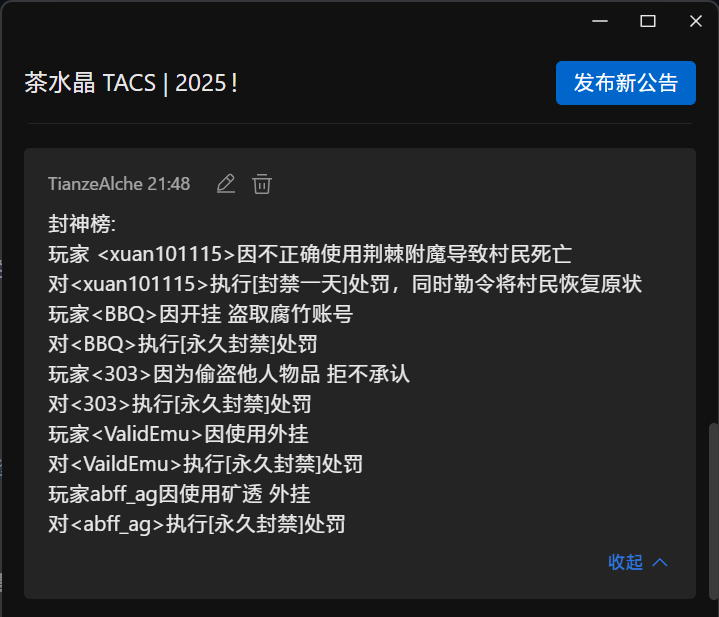 茶水晶 TACS | 2025！
发布新公告
TianzeAlche 21:48
封神榜:
玩家 <xuan101115>因不正确使用荆棘附魔导致村民死亡
对<xuan101115>执行[封禁一天]处罚，同时勒令将村民恢复原状
玩家<BBQ>因开挂 盗取腐竹账号
对<BBQ>执行[永久封禁]处罚
玩家<303>因为偷盗他人物品 拒不承认
对<303>执行[永久封禁]处罚
玩家<ValidEmu>因使用外挂
对<VaildEmu>执行[永久封禁]处罚
玩家abff_ag因使用矿透 外挂
对<abff_ag>执行[永久封禁]处罚
收起